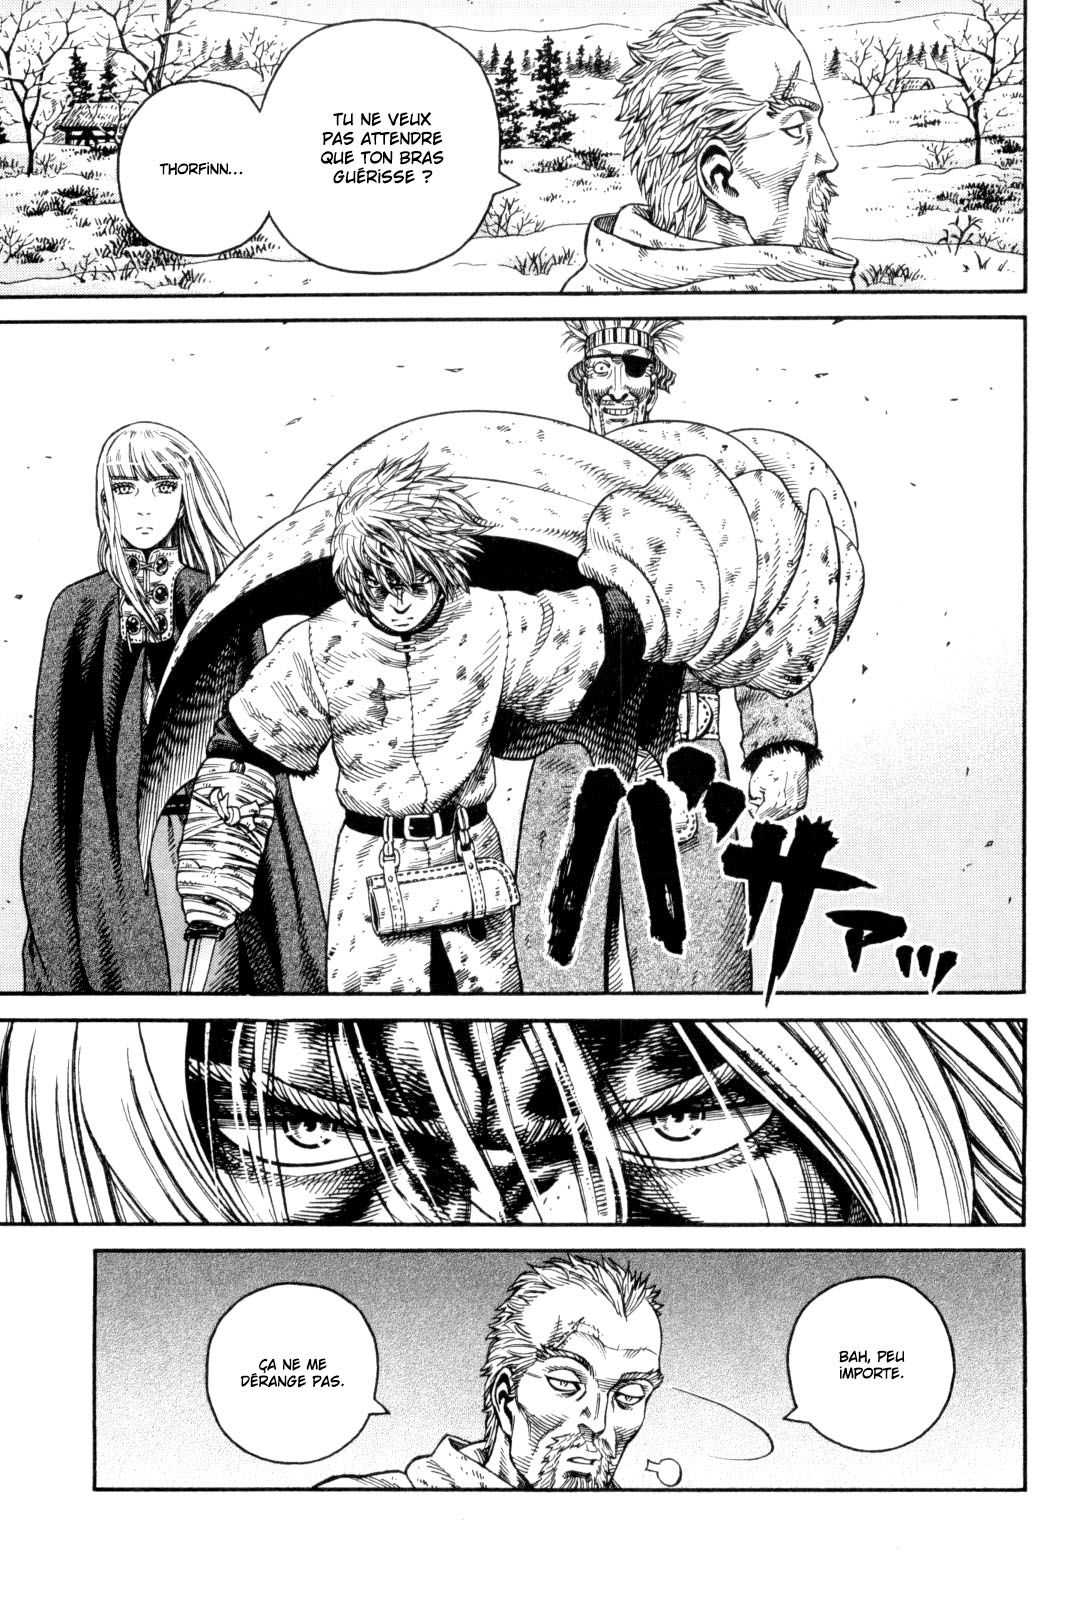 TU NE VEUX
PAS ATTENDRE
QUE TON BRAS
GUÉRISSE ?
THORFINN...
バサアッ
BAH, PEU
IMPORTE.
ÇA NE ME
DÉRANGE PAS.